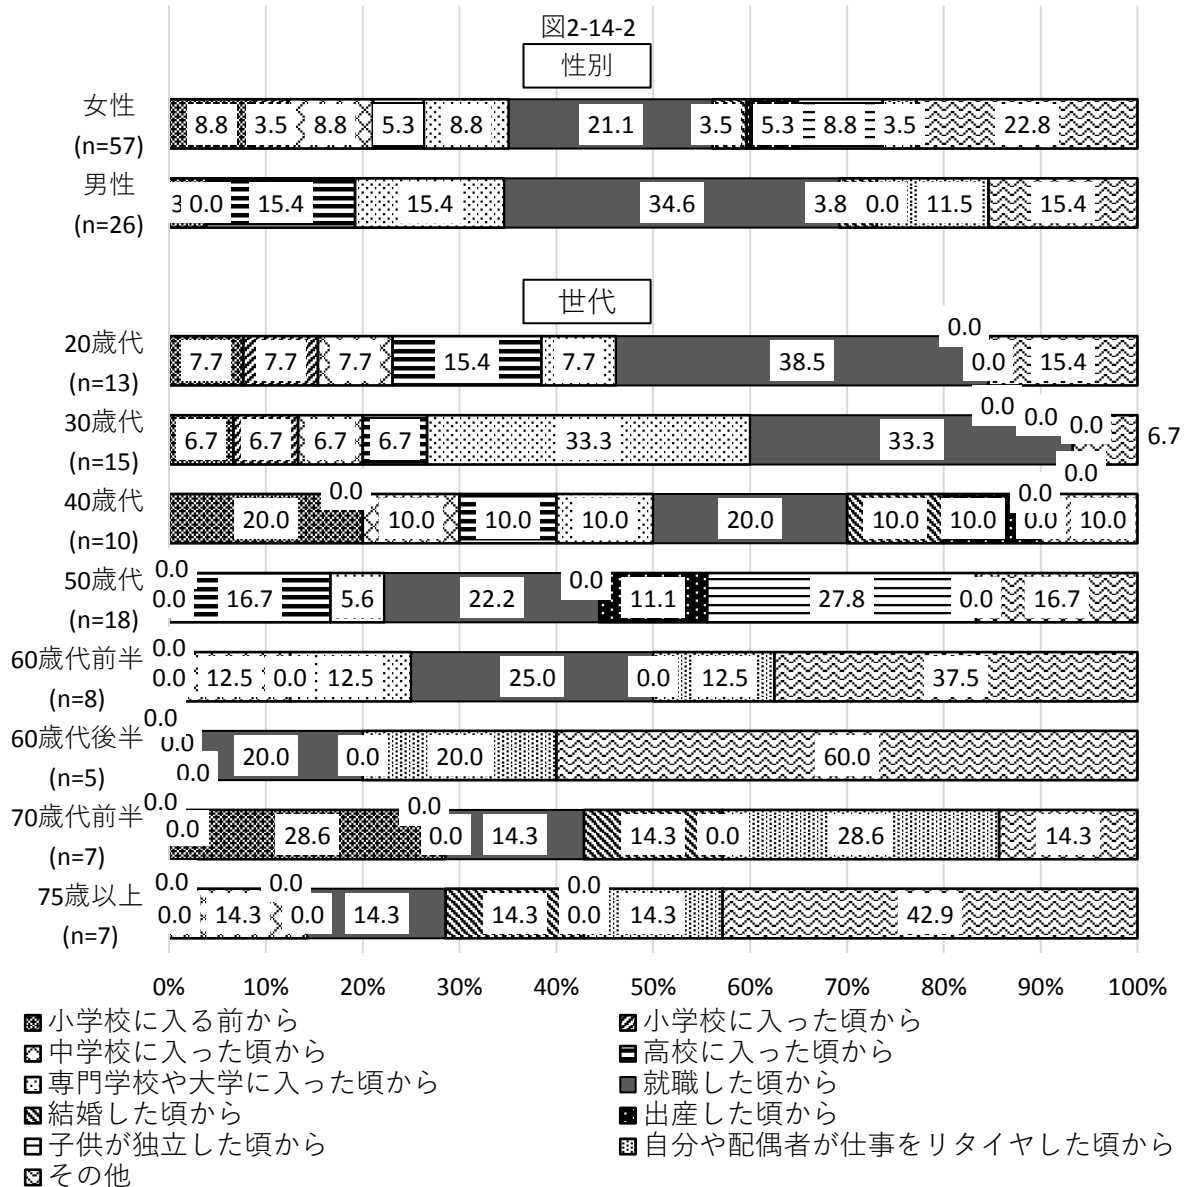 図2-14-2
性別
女性
(n=57)
8.8 3.5 8.8 5.3 8.8 21.1 3.5 5.3 8.8 3.5 22.8
男性
(n=26)
3 0.0 15.4 15.4 34.6 3.8 0.0 11.5 15.4
世代
20歳代
(n=13)
0.0
7.7 7.7 7.7 15.4 7.7 38.5 0.0 15.4
30歳代
(n=15)
0.0 0.0 0.0
6.7 6.7 6.7 6.7 33.3 33.3 6.7
0.0
40歳代
(n=10)
0.0 0.0
20.0 10.0 10.0 10.0 20.0 10.0 10.0 0.0 10.0
50歳代
(n=18)
0.0 0.0
0.0 16.7 5.6 22.2 11.1 27.8 0.0 16.7
60歳代前半
(n=8)
0.0
0.0 12.5 0.0 12.5 25.0 0.0 12.5 37.5
60歳代後半
(n=5)
0.0
0.0
20.0 0.0 20.0 60.0
0.0
70歳代前半
(n=7)
0.0 0.0
0.0 28.6 0.0 14.3 14.3 0.0 28.6 14.3
75歳以上
(n=7)
0.0 0.0 0.0
0.0 14.3 0.0 14.3 14.3 0.0 14.3 42.9
0% 10% 20% 30% 40% 50% 60% 70% 80% 90% 100%
小学校に入る前から 小学校に入った頃から
中学校に入った頃から 高校に入った頃から
専門学校や大学に入った頃から 就職した頃から
結婚した頃から 出産した頃から
子供が独立した頃から 自分や配偶者が仕事をリタイヤした頃から
その他